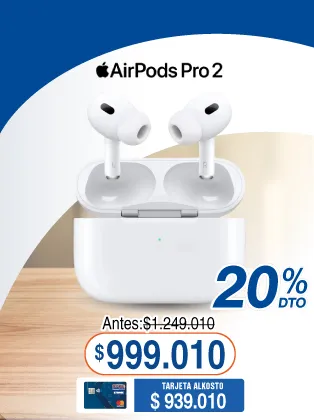 AirPods Pro 2
20% DTO
Antes:$1.249.010
$999.010
TARJETA ALKOSTO
$ 939.010